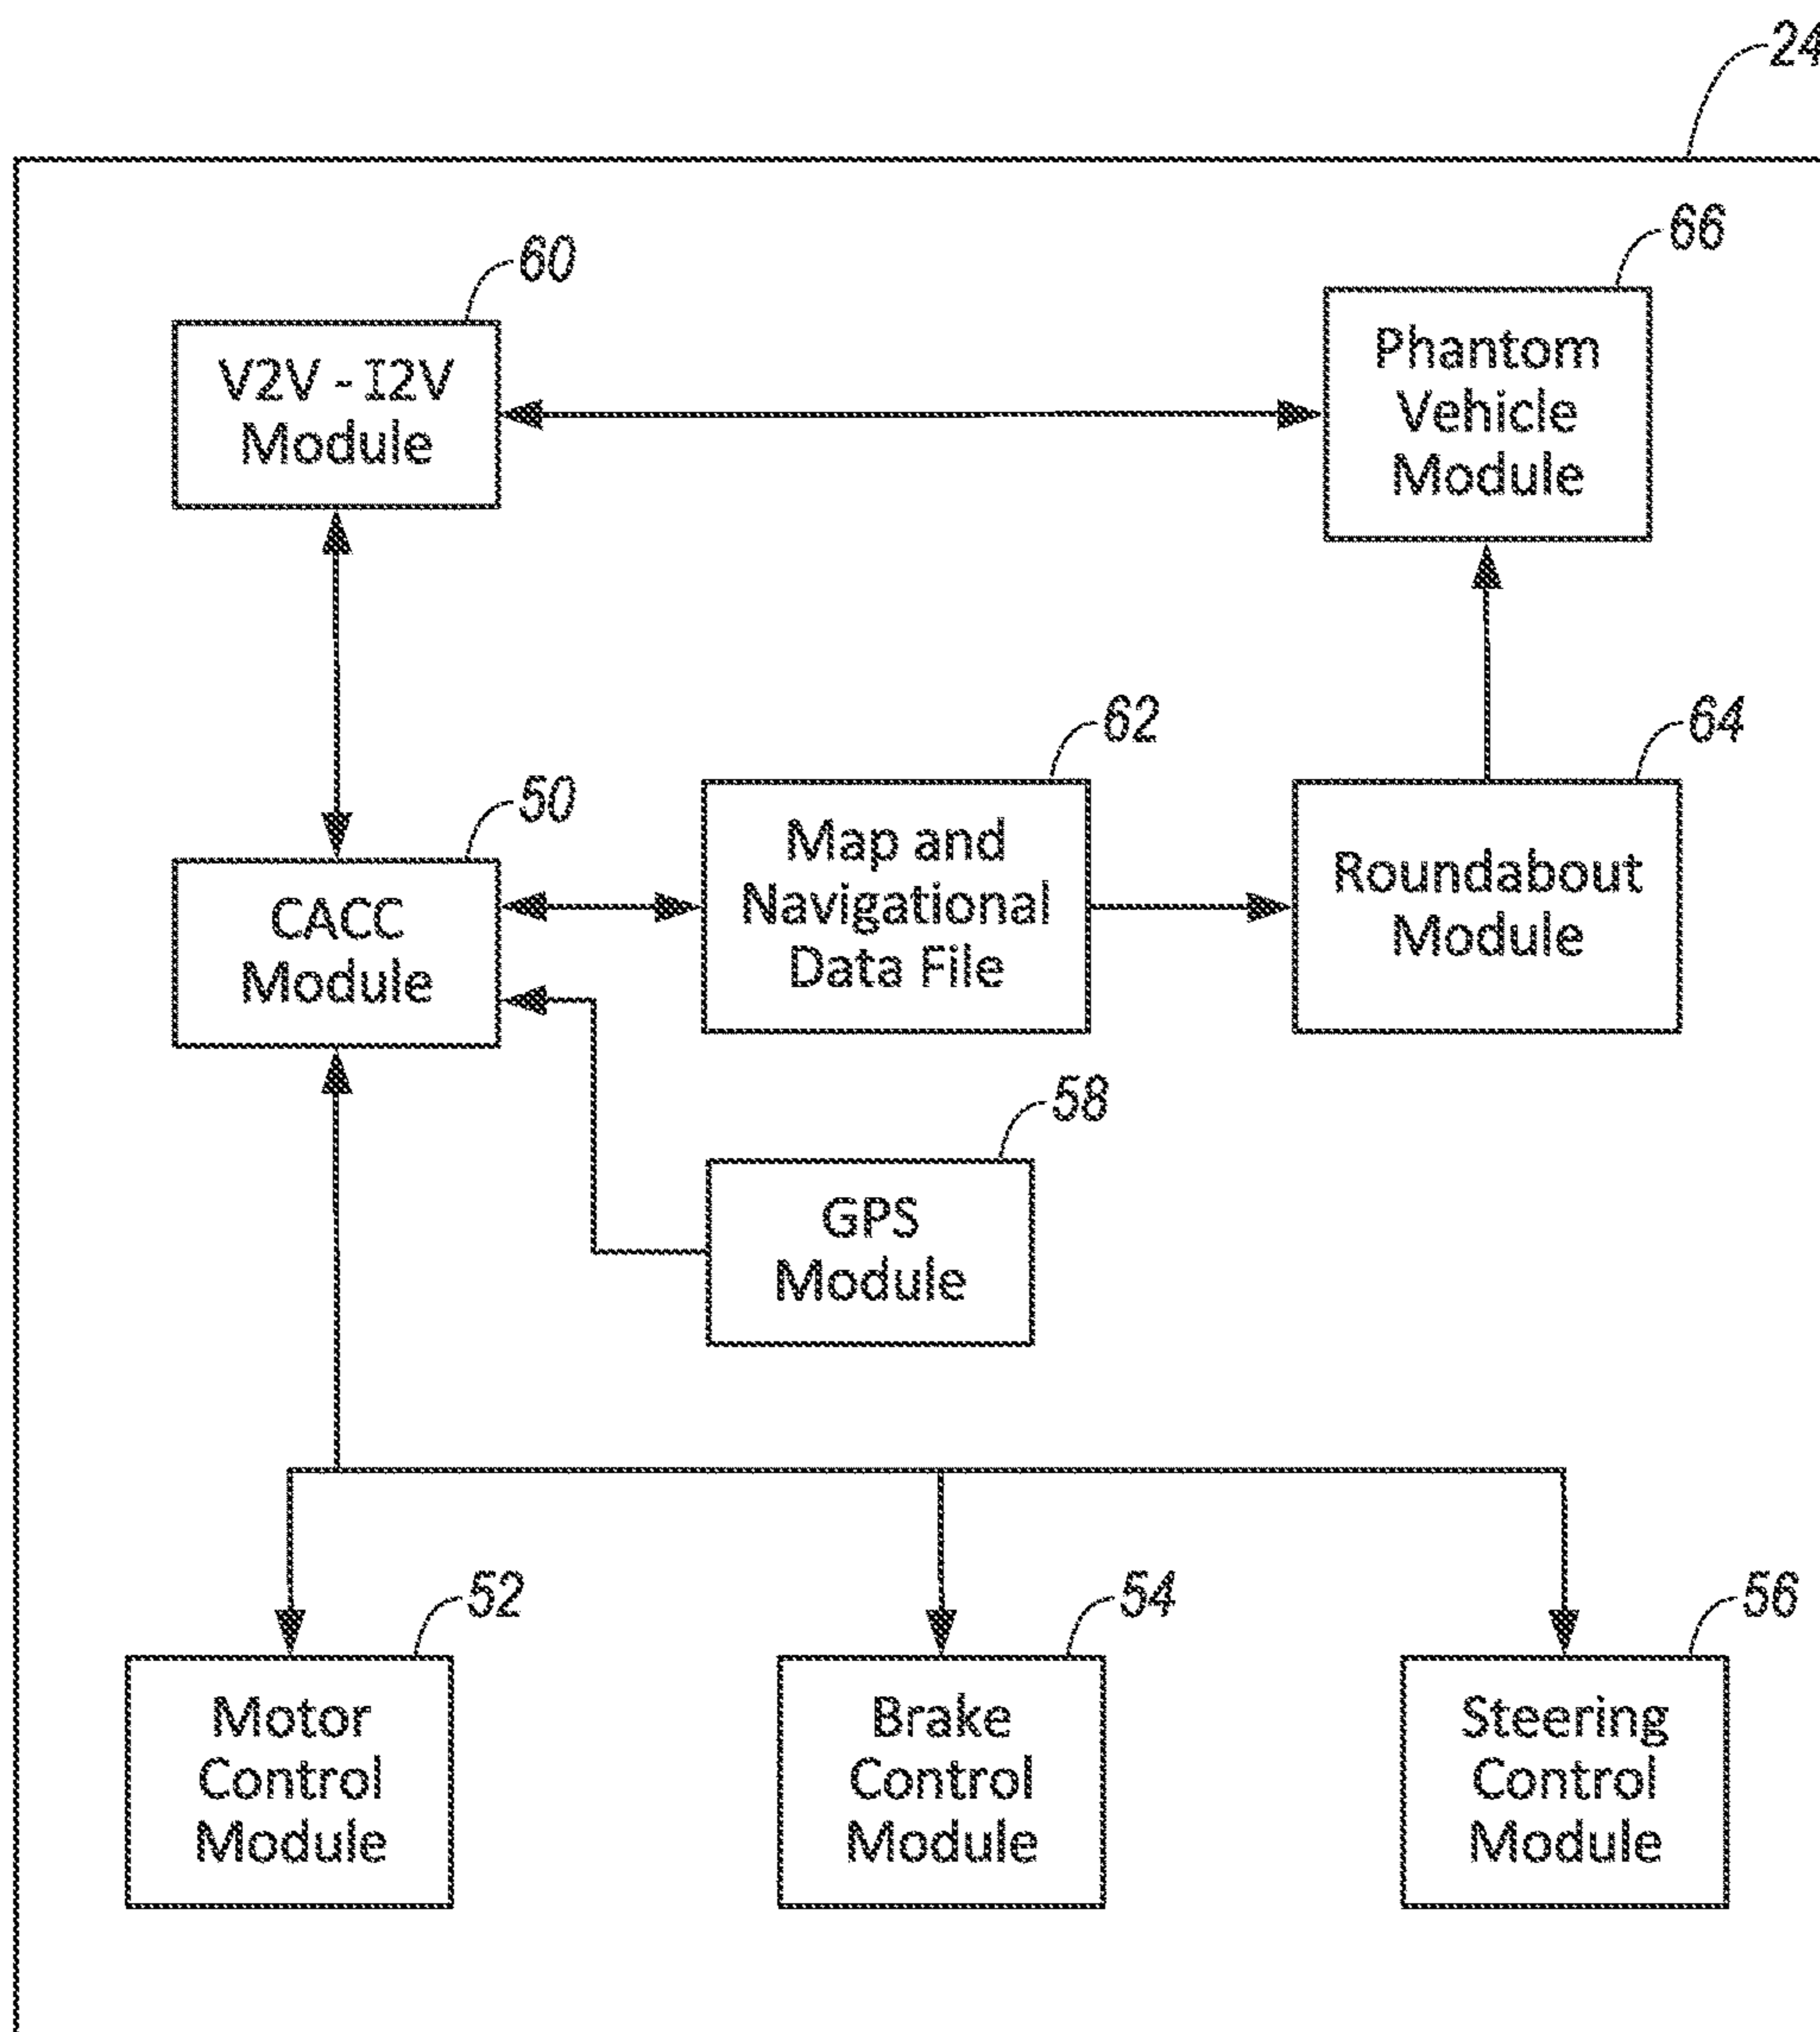 24
66
60
Phantom
Vehicle
Module
V2V - I2V
Module
62
64
50
Map and
Navigational
Data File
Roundabout
Module
CACC
Module
58
GPS
Module
52
54
56
Motor
Control
Module
Brake
Control
Module
Steering
Control
Module